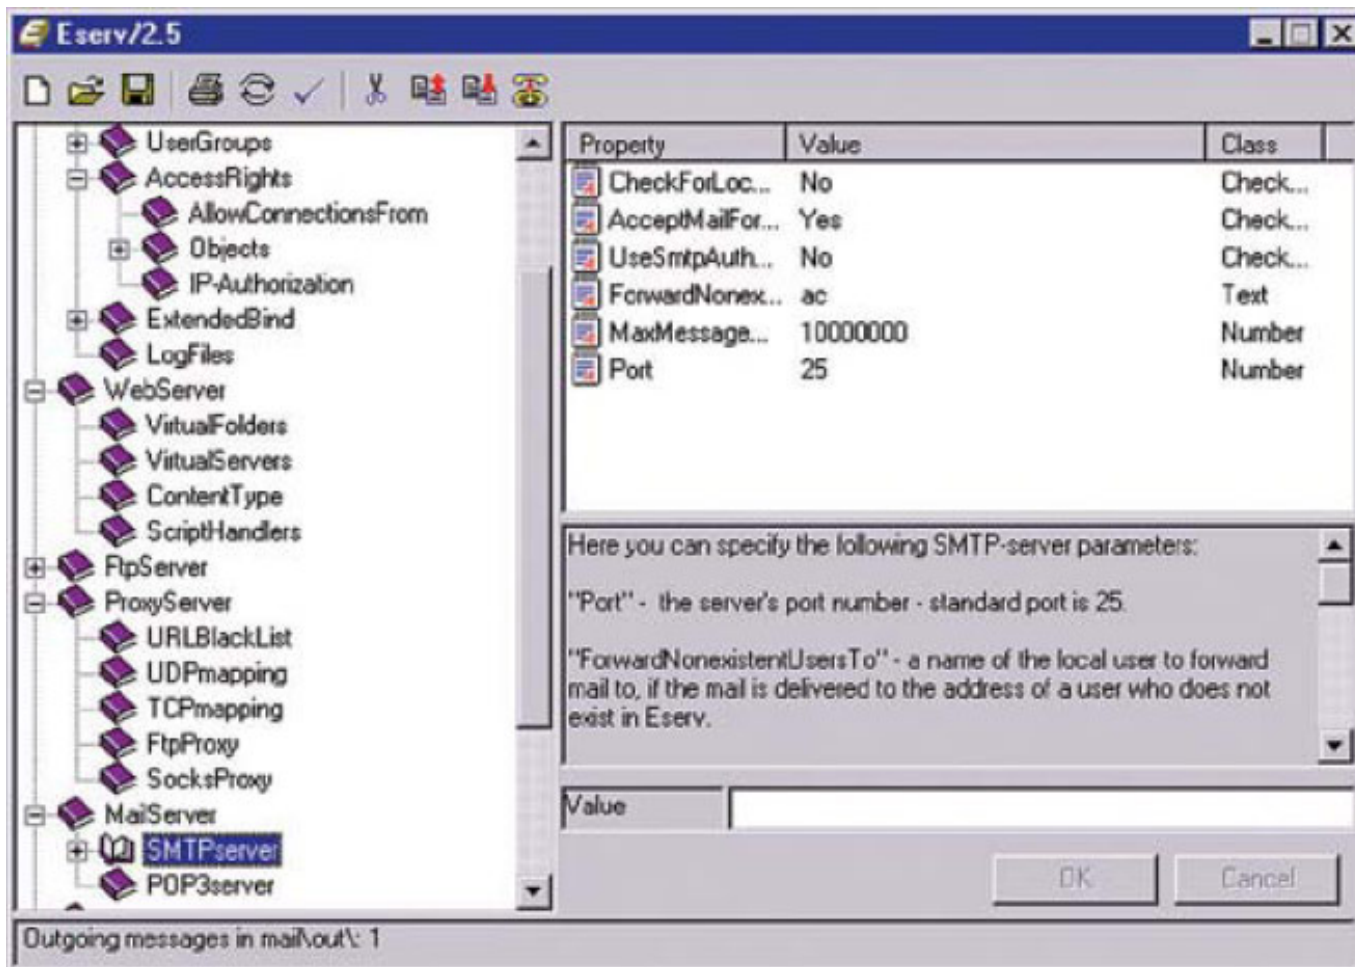 Eserv/2.5
UserGroups
AccessRights
AllowConnectionsFrom
Objects
IP-Authorization
ExtendedBind
LogFiles
WebServer
VirtualFolders
VirtualServers
ContentType
ScriptHandlers
FtpServer
ProxyServer
URLBlackList
UDPmapping
TCPmapping
FtpProxy
SocksProxy
MailServer
SMTPserver
POP3server
Property Value Class
CheckForLoc... No Check...
AcceptMailFor... Yes Check...
UseSmtpAuth... No Check...
ForwardNonex... ac Text
MaxMessage... 10000000 Number
Port 25 Number
Here you can specify the following SMTP-server parameters:
"Port" - the server's port number - standard port is 25.
"ForwardNonexistentUsersTo" - a name of the local user to forward
mail to, if the mail is delivered to the address of a user who does not
exist in Eserv.
Value
OK Cancel
Outgoing messages in mail\out\: 1